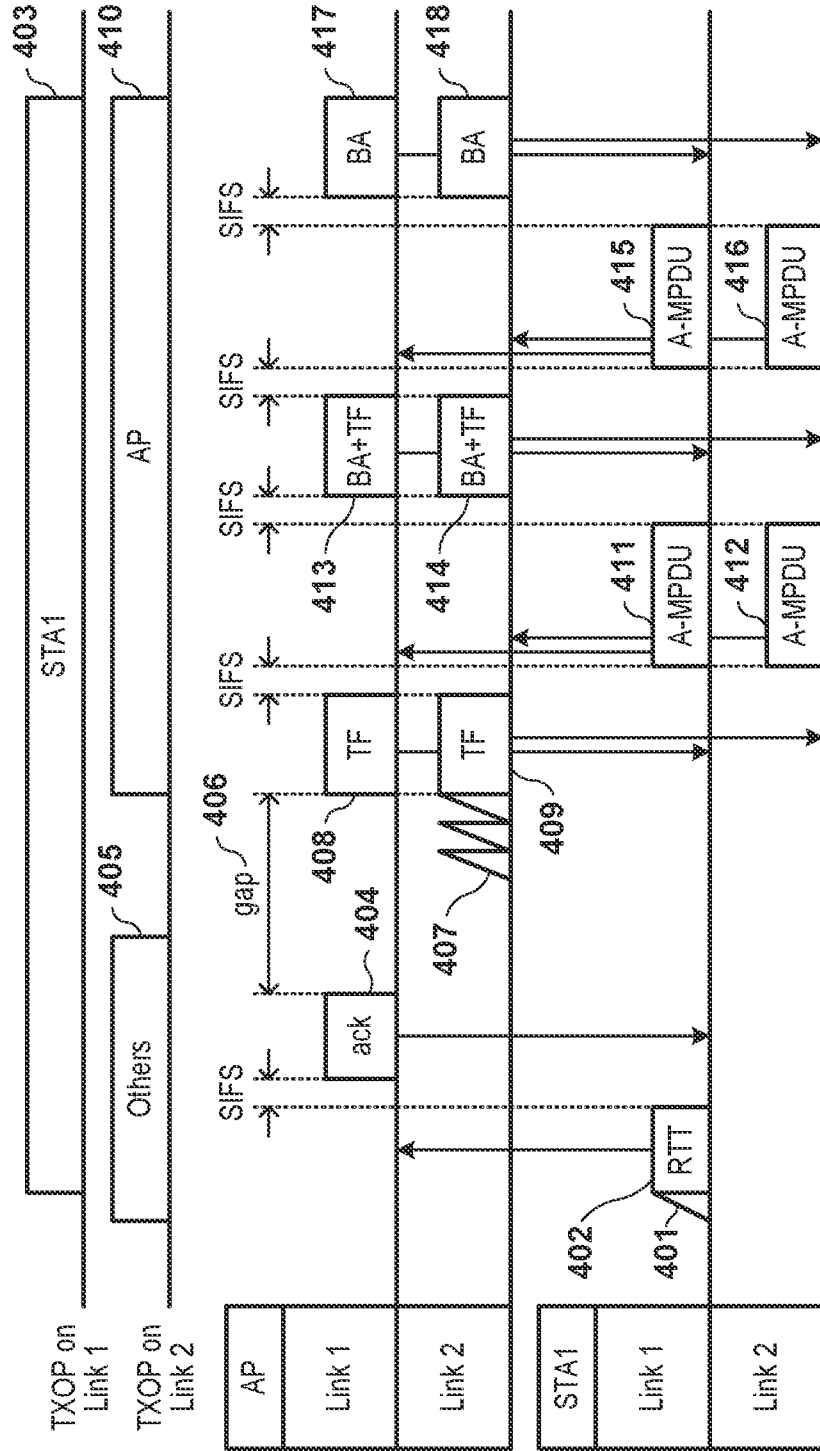 TXOP on
Link 1
STA1
403
TXOP on
Link 2
Others
405
AP
410
SIFS
gap
406
SIFS
SIFS
SIFS
SIFS
AP
Link 1
ack
404
TF
408
BA+TF
413
BA
417
Link 2
407
TF
409
BA+TF
414
BA
418
STA1
Link 1
402
401
RTT
A-MPDU
411
A-MPDU
415
Link 2
A-MPDU
412
A-MPDU
416